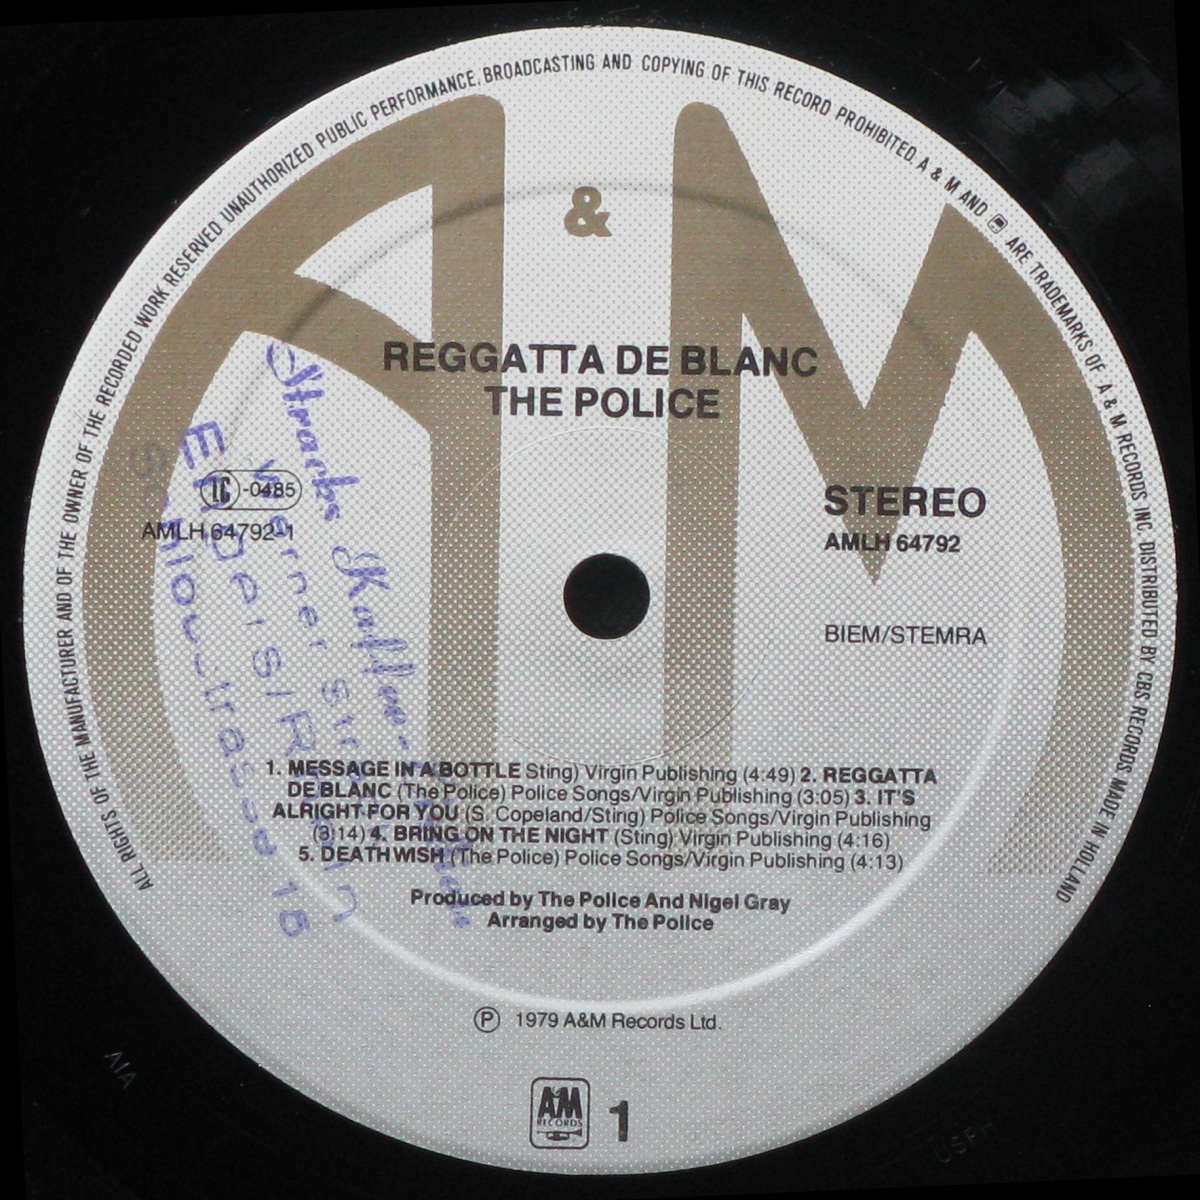 ALL RIGHTS OF THE MANUFACTURER AND OF THE OWNER OF THE RECORDED WORK RESERVED UNAUTHORIZED PUBLIC PERFORMANCE, BROADCASTING AND COPYING OF THIS RECORD PROHIBITED. A & M AND ARE TRADEMARKS OF A & M RECORDS INC. DISTRIBUTED BY CBS RECORDS MADE IN HOLLAND
A & M
REGGATTA DE BLANC
THE POLICE
LC -0485
AMLH 64792-1
STEREO
AMLH 64792
BIEM/STEMRA
1. MESSAGE IN A BOTTLE Sting) Virgin Publishing (4:49) 2. REGGATTA
DE BLANC (The Police) Police Songs/Virgin Publishing (3:05) 3. IT'S
ALRIGHT FOR YOU (S. Copeland/Sting) Police Songs/Virgin Publishing
(3:14) 4. BRING ON THE NIGHT (Sting) Virgin Publishing (4:16)
5. DEATHWISH (The Police) Police Songs/Virgin Publishing (4:13)
Produced by The Police And Nigel Gray
Arranged by The Police
℗ 1979 A&M Records Ltd.
A&M
RECORDS
1